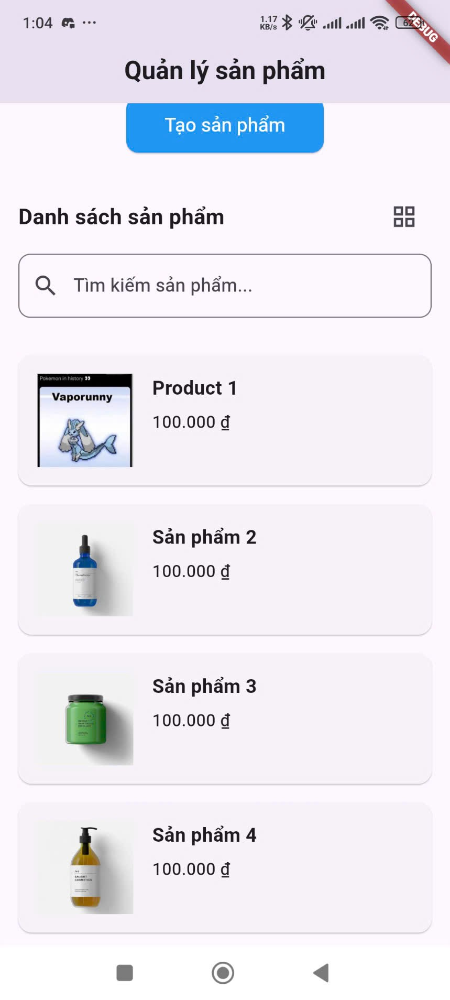 1:04 ...
1.17
KB/s
62
DEBUG
Quản lý sản phẩm
Tạo sản phẩm
Danh sách sản phẩm
Tìm kiếm sản phẩm...
Pokemon in history 👀
Vaporunny
Product 1
100.000 ₫
Sản phẩm 2
100.000 ₫
Sản phẩm 3
100.000 ₫
SALIENT
COSMETICS
Sản phẩm 4
100.000 ₫